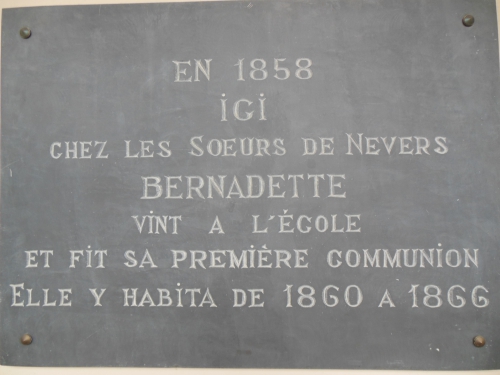 EN 1858
iGi
CHEZ LES SOEURS DE NEVERS
BERNADETTE
ViNT A L'ÉCOLE
ET FiT SA PREMIÈRE COMMUNION
ELLE Y HABiTA DE 1860 A 1866